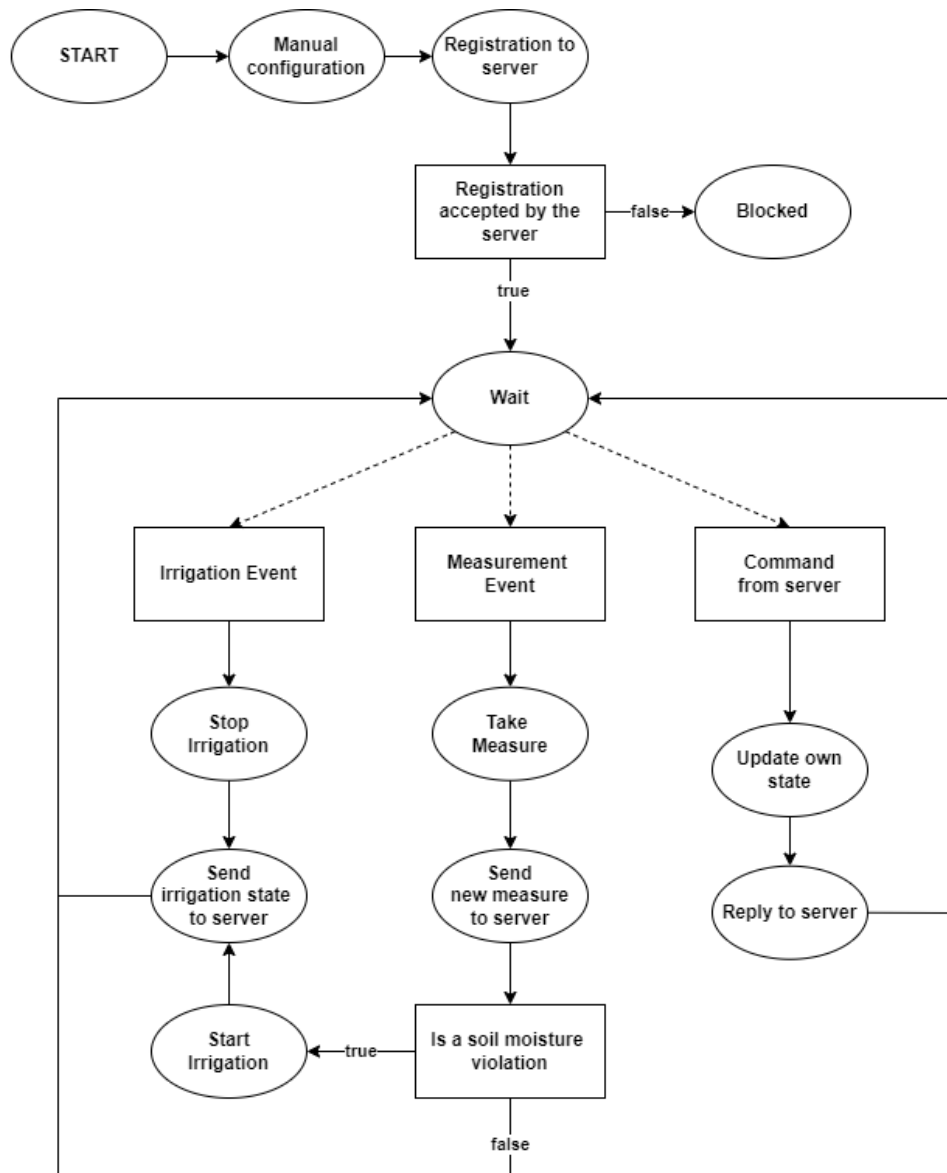 START
Manual
configuration
Registration to
server
Registration
accepted by the
server
false
Blocked
true
Wait
Irrigation Event
Measurement
Event
Command
from server
Stop
Irrigation
Take
Measure
Update own
state
Send
irrigation state
to server
Send
new measure
to server
Reply to server
Start
Irrigation
true
Is a soil moisture
violation
false